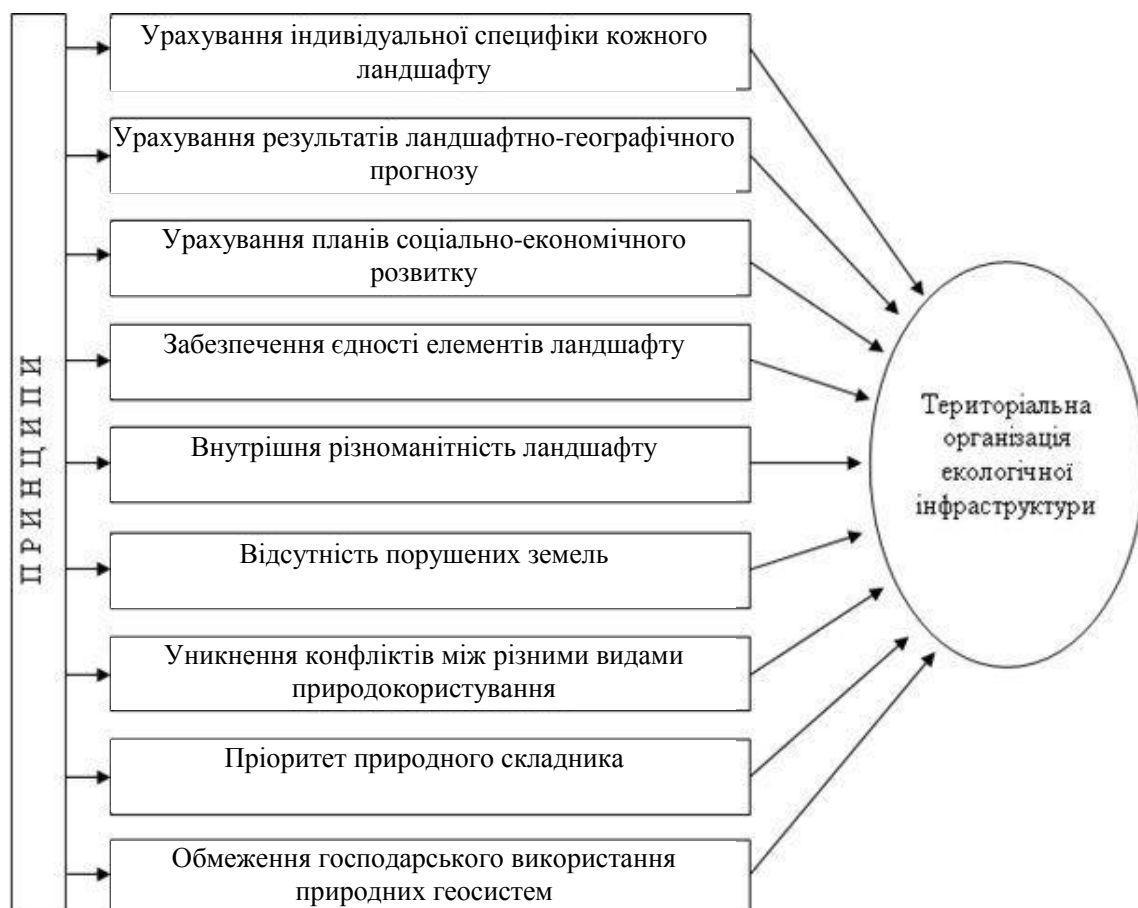 ПРИНЦИПИ
Урахування індивідуальної специфіки кожного
ландшафту
Урахування результатів ландшафтно-географічного
прогнозу
Урахування планів соціально-економічного
розвитку
Забезпечення єдності елементів ландшафту
Внутрішня різноманітність ландшафту
Відсутність порушених земель
Уникнення конфліктів між різними видами
природокористування
Пріоритет природного складника
Обмеження господарського використання
природних геосистем
Територіальна
організація
екологічної
інфраструктури